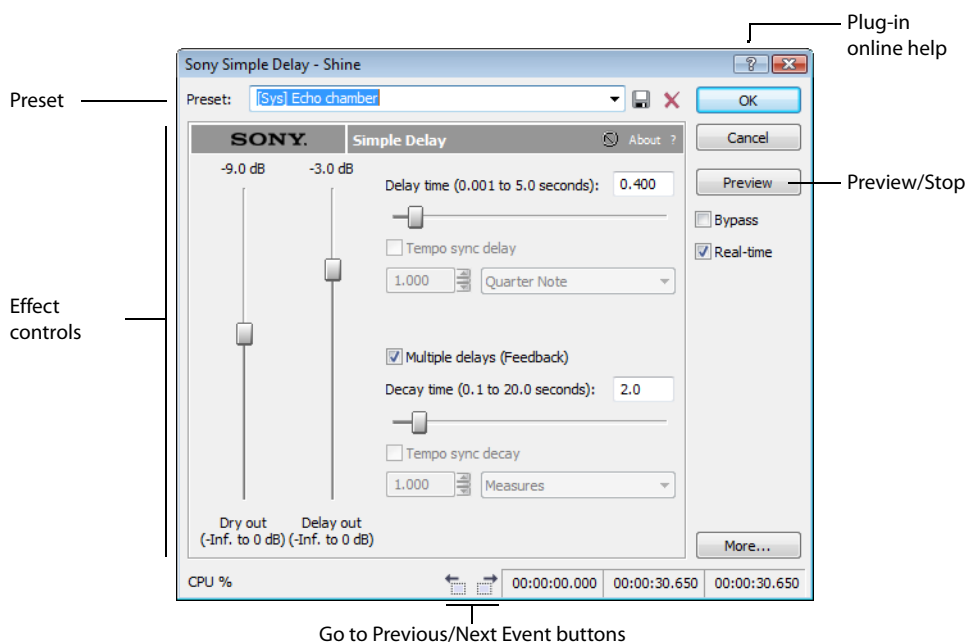 Plug-in
online help
Sony Simple Delay - Shine
?
Preset
Preset:
[Sys] Echo chamber
OK
SONY.
Simple Delay
About ?
Cancel
-9.0 dB
-3.0 dB
Delay time (0.001 to 5.0 seconds):
0.400
Preview
Preview/Stop
Bypass
Tempo sync delay
Real-time
1.000
Quarter Note
Effect
controls
Multiple delays (Feedback)
Decay time (0.1 to 20.0 seconds):
2.0
Tempo sync decay
1.000
Measures
Dry out
(-Inf. to 0 dB)
Delay out
(-Inf. to 0 dB)
More...
CPU %
00:00:00.000
00:00:30.650
00:00:30.650
Go to Previous/Next Event buttons